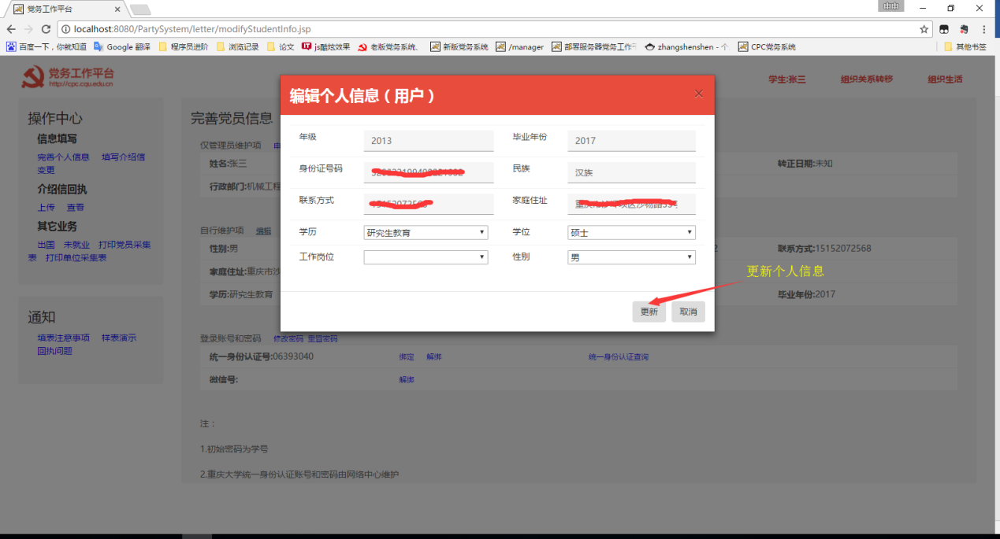 党务工作平台
localhost:8080/PartySystem/letter/modifyStudentInfo.jsp
百度一下，你就知道 Google 翻译 程序员进阶 浏览记录 论文 js酷炫效果 老版党务系统, 新版党务系统 /manager 部署服务器党务工作 zhangshenshen - 个 CPC党务系统 其他书签
党务工作平台
http://cpc.cqu.edu.cn
学生:张三 组织关系转移 组织生活
操作中心
信息填写
完善个人信息 填写介绍信
变更
介绍信回执
上传 查看
其它业务
出国 未就业 打印党员采集
表 打印单位采集表
通知
填表注意事项 样表演示
回执问题
完善党员信息
仅管理员维护项
姓名:张三 转正日期:未知
行政部门:机械工程
自行维护项 编辑
性别:男 2 联系方式:15152072568
家庭住址:重庆市沙
学历:研究生教育 毕业年份:2017
登录账号和密码 修改密码 重置密码
统一身份认证号:06393040 绑定 解绑 统一身份认证查询
微信号: 解绑
注：
1.初始密码为学号
2.重庆大学统一身份认证账号和密码由网络中心维护
编辑个人信息（用户） ×
年级 2013 毕业年份 2017
身份证号码 民族 汉族
联系方式 家庭住址
学历 研究生教育 学位 硕士
工作岗位 性别 男
更新 取消
更新个人信息